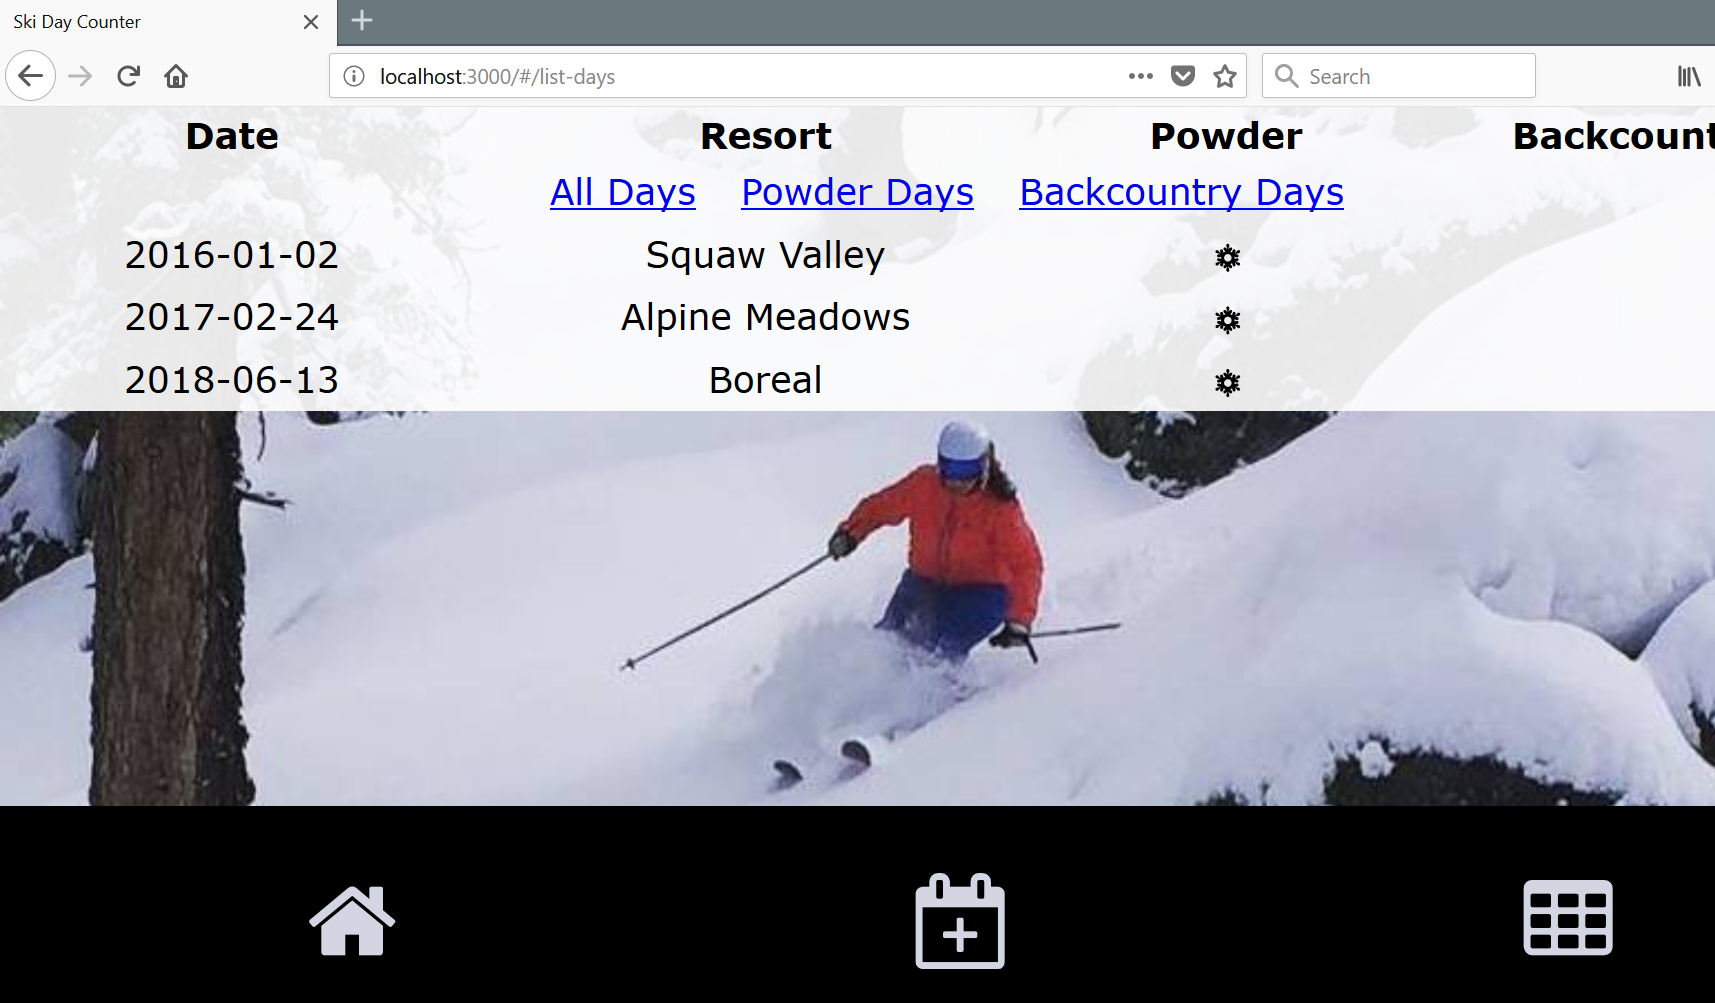 Ski Day Counter
localhost:3000/#/list-days
Search
Date Resort Powder Backcount
All Days Powder Days Backcountry Days
2016-01-02 Squaw Valley
2017-02-24 Alpine Meadows
2018-06-13 Boreal